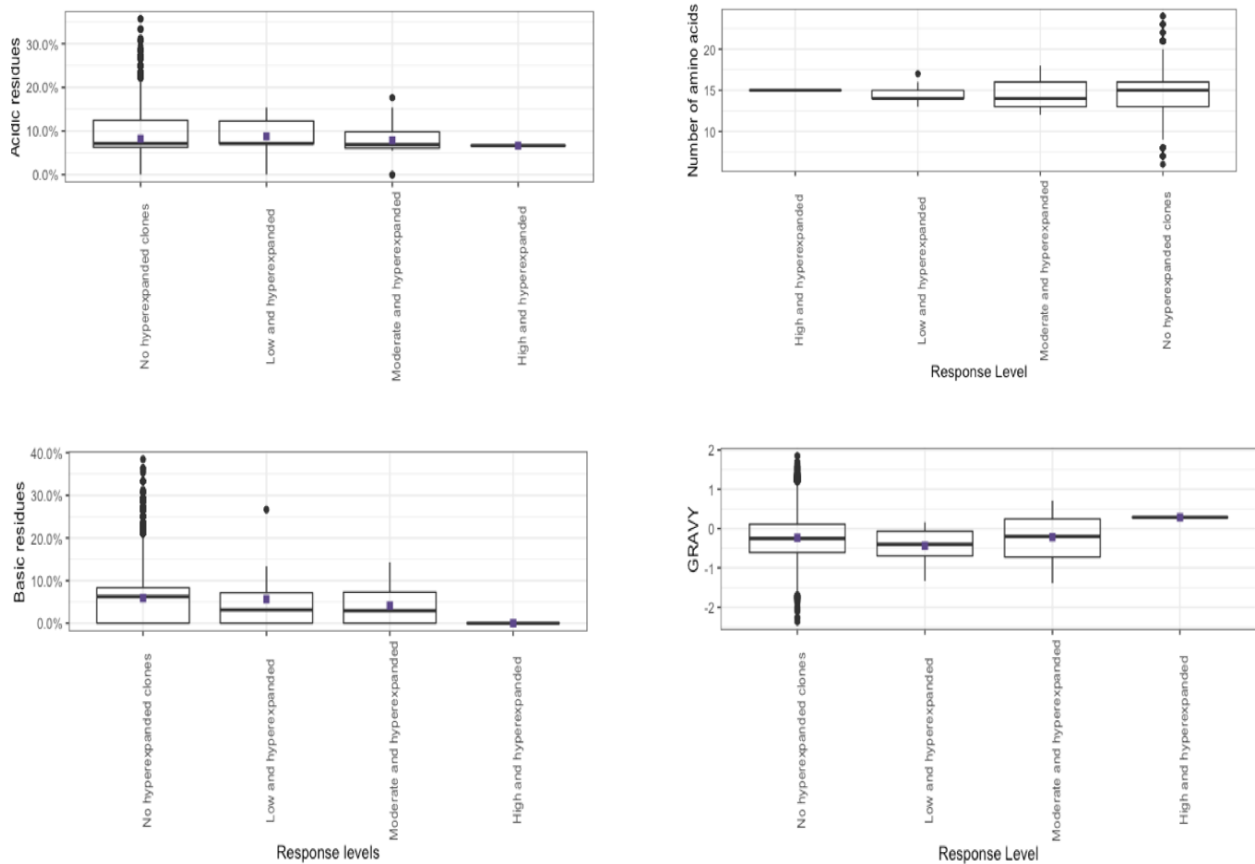 Acidic residues
30.0%
20.0%
10.0%
0.0%
No hyperexpanded clones
Low and hyperexpanded
Moderate and hyperexpanded
High and hyperexpanded
Number of amino acids
20
15
10
High and hyperexpanded
Low and hyperexpanded
Moderate and hyperexpanded
No hyperexpanded clones
Response Level
Basic residues
40.0%
30.0%
20.0%
10.0%
0.0%
No hyperexpanded clones
Low and hyperexpanded
Moderate and hyperexpanded
High and hyperexpanded
Response levels
GRAVY
2
1
0
-1
-2
No hyperexpanded clones
Low and hyperexpanded
Moderate and hyperexpanded
High and hyperexpanded
Response Level